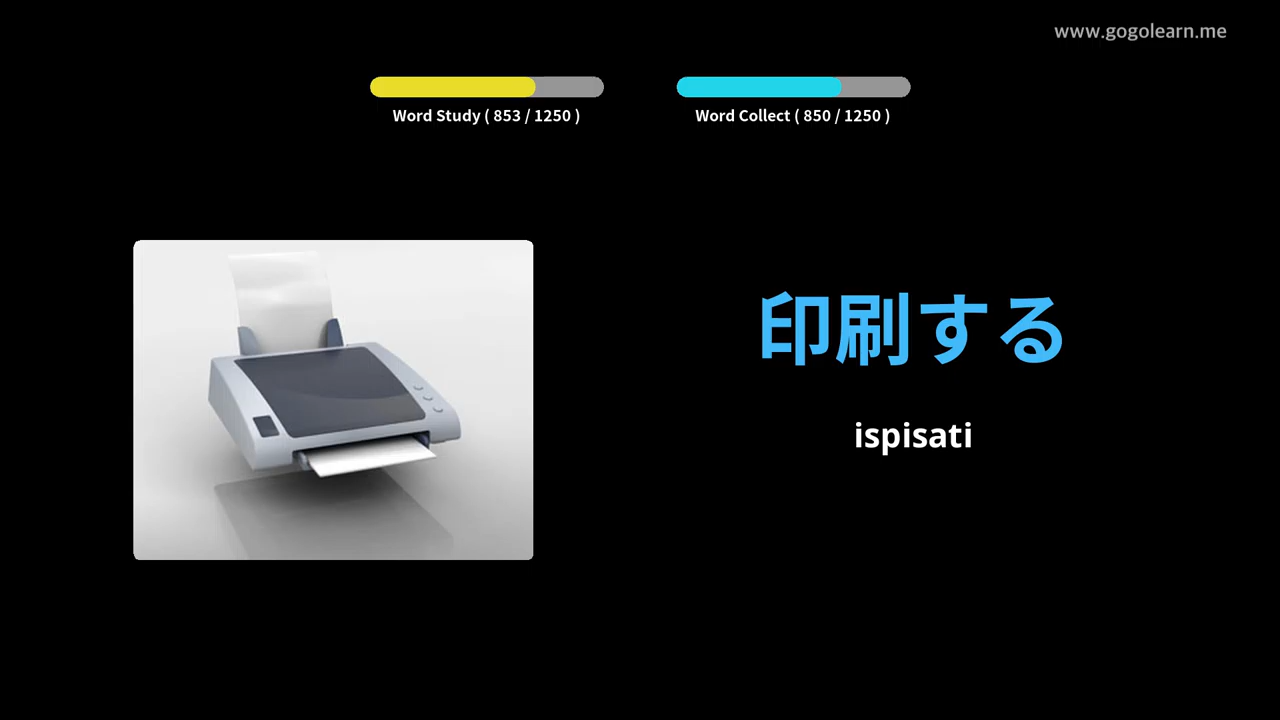 www.gogolearn.me
Word Study ( 853 / 1250 )
Word Collect ( 850 / 1250 )
印刷する
ispisati